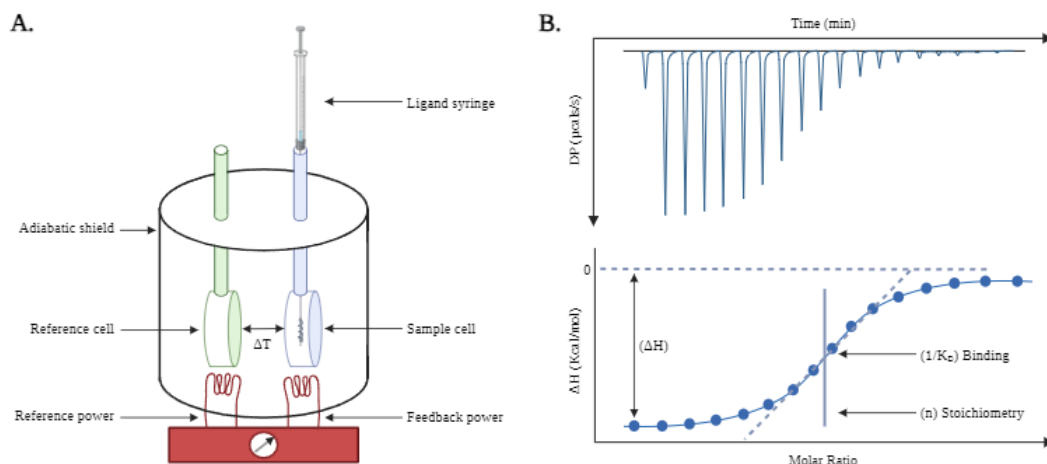 A.
Ligand syringe
Adiabatic shield
Reference cell
ΔT
Sample cell
Reference power
Feedback power
B.
Time (min)
DP (μcals/s)
0
ΔH (Kcal/mol)
(ΔH)
(1/K_D) Binding
(n) Stoichiometry
Molar Ratio